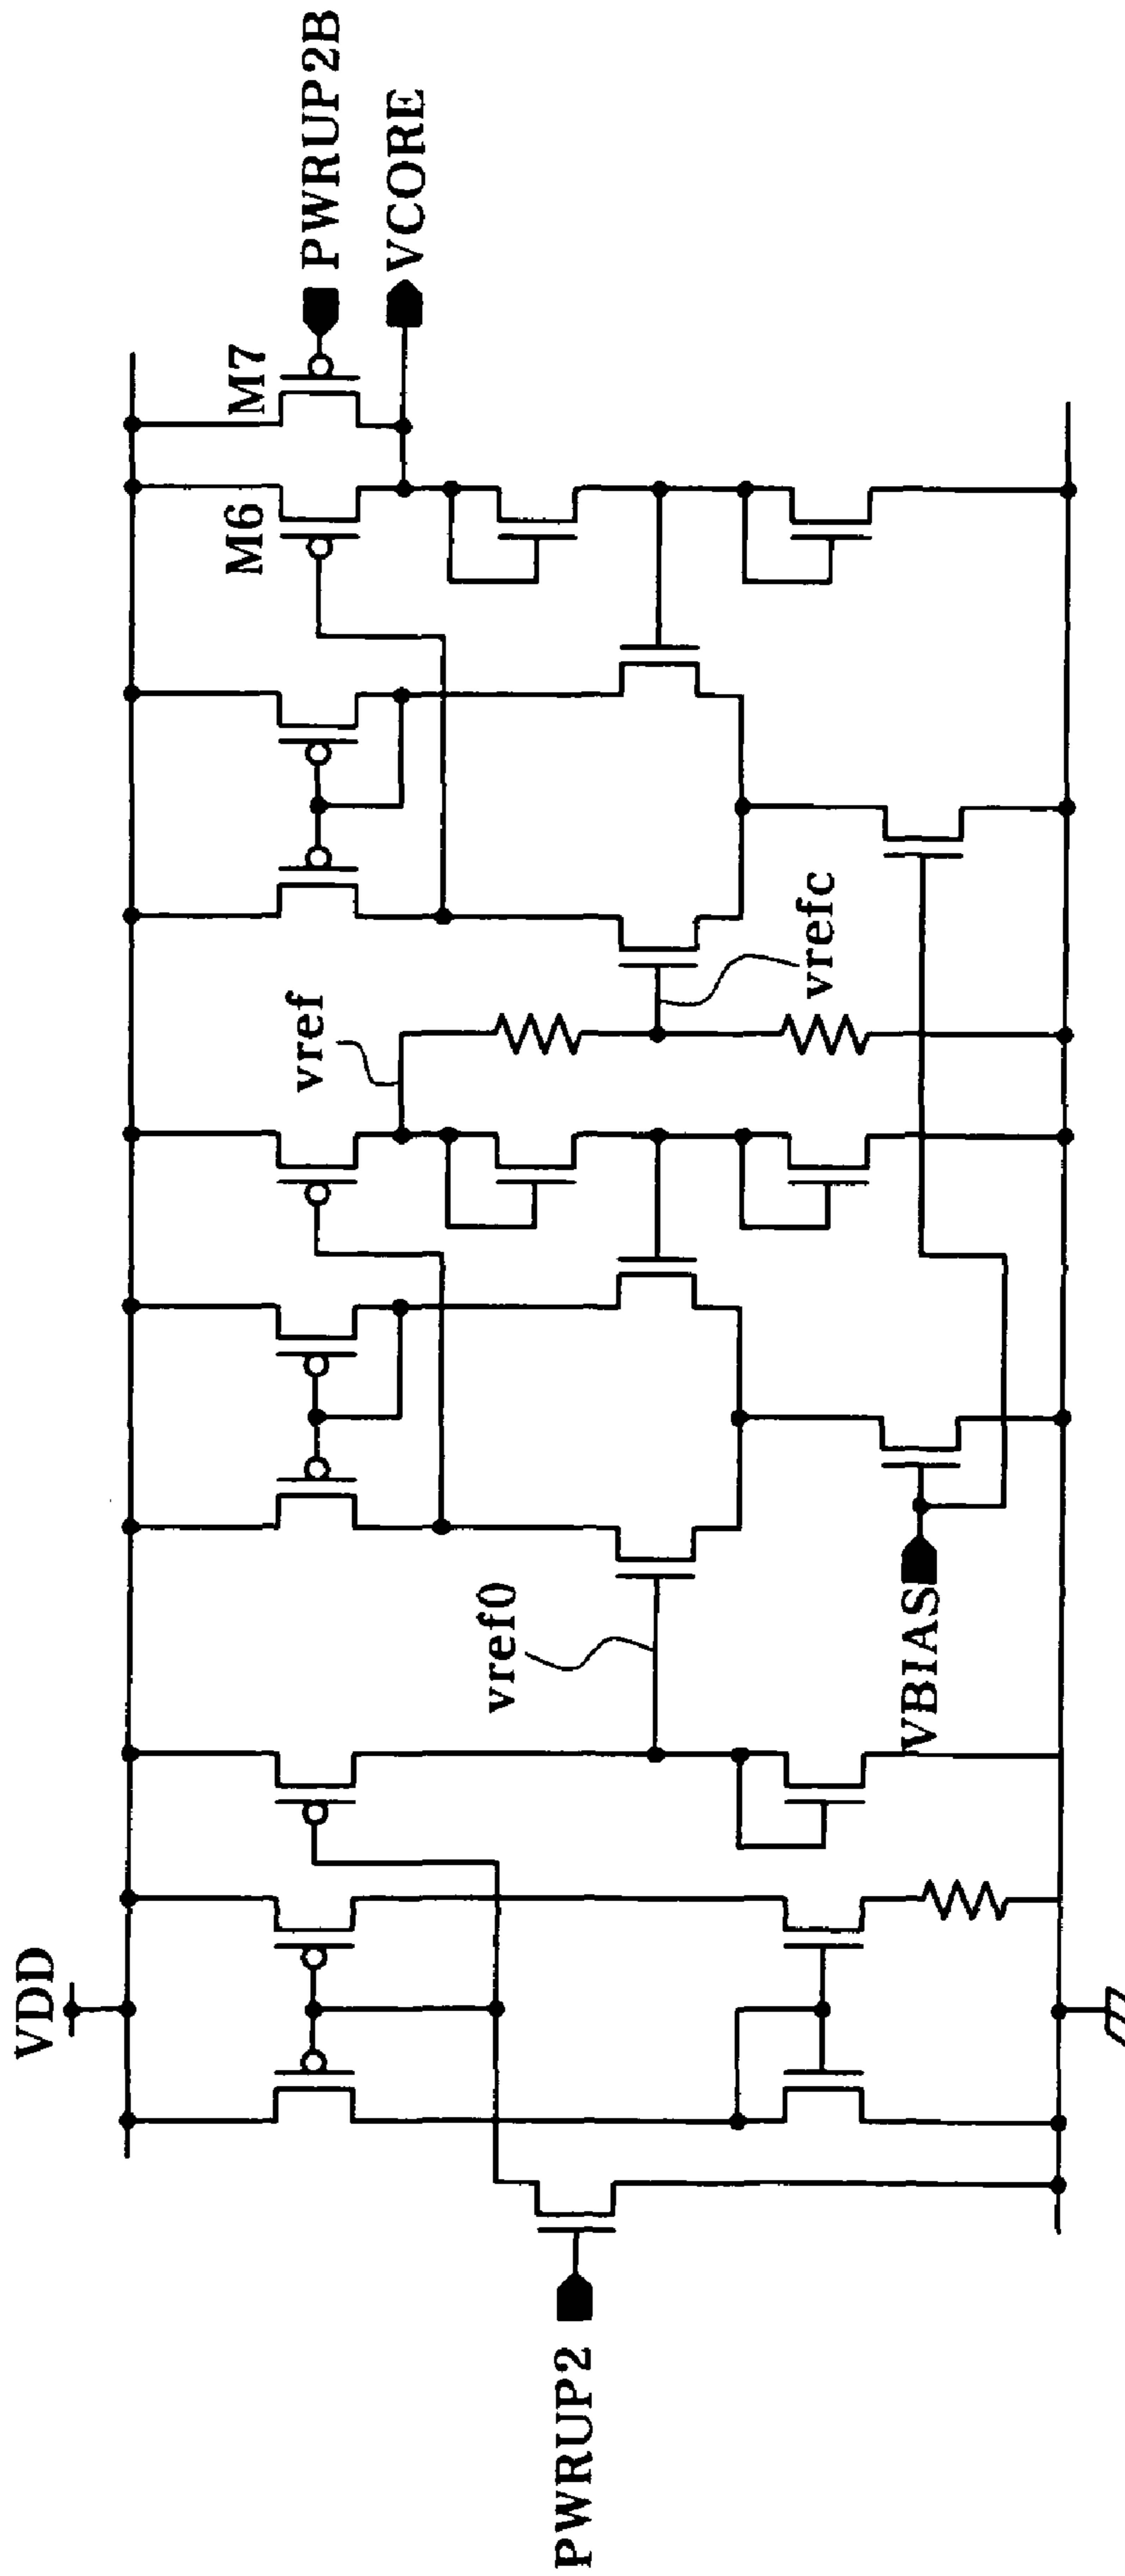 VDD
PWRUP2
vref0
VBIAS
vref
vrefc
M6
M7
PWRUP2B
VCORE